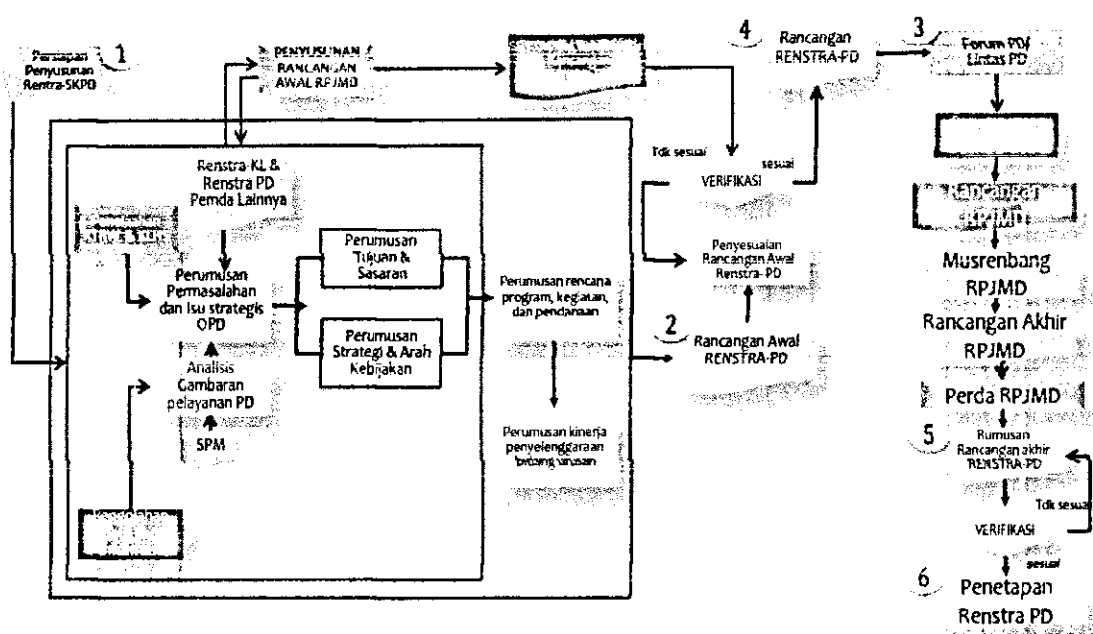 Persiapan
Penyusunan
Rentra-SKPD
1
PENYUSUNAN
RANCANGAN
AWAL RPJMD
4
Rancangan
RENSTRA-PD
3
Forum PD/
Lintas PD
Renstra-KL &
Renstra PD
Pemda Lainnya
Perumusan
Permasalahan
dan Isu strategis
OPD
Analisis
Gambaran
pelayanan PD
SPM
Perumusan
Tujuan &
Sasaran
Perumusan
Strategi & Arah
Kebijakan
Perumusan rencana
program, kegiatan,
dan pendanaan
Perumusan kinerja
penyelenggaraan
bidang urusan
Tdk sesuai
sesuai
VERIFIKASI
Penyesuaian
Rancangan Awal
Renstra-PD
2
Rancangan Awal
RENSTRA-PD
Rancangan
RPJMD
Musrenbang
RPJMD
Rancangan Akhir
RPJMD
Perda RPJMD
5
Rumusan
Rancangan akhir
RENSTRA-PD
Tdk sesuai
VERIFIKASI
sesuai
6
Penetapan
Renstra PD